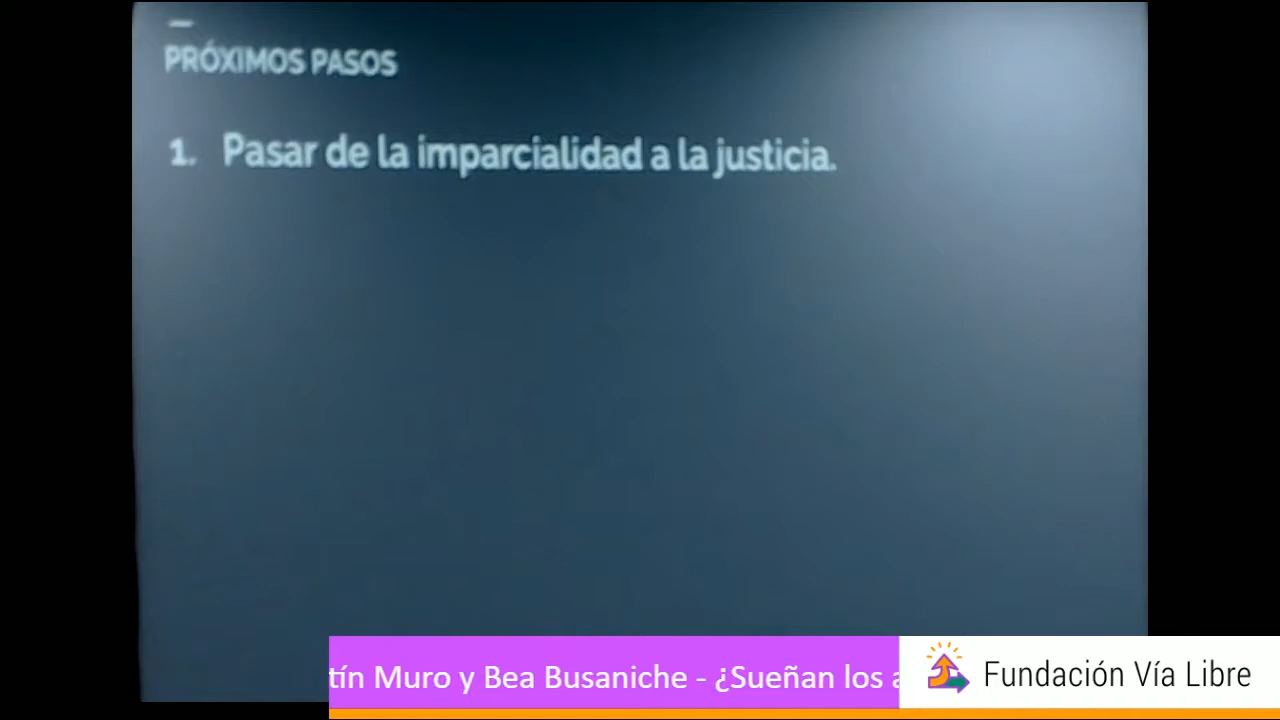 PRÓXIMOS PASOS
1. Pasar de la imparcialidad a la justicia.
tín Muro y Bea Busaniche - ¿Sueñan los a
Fundación Vía Libre